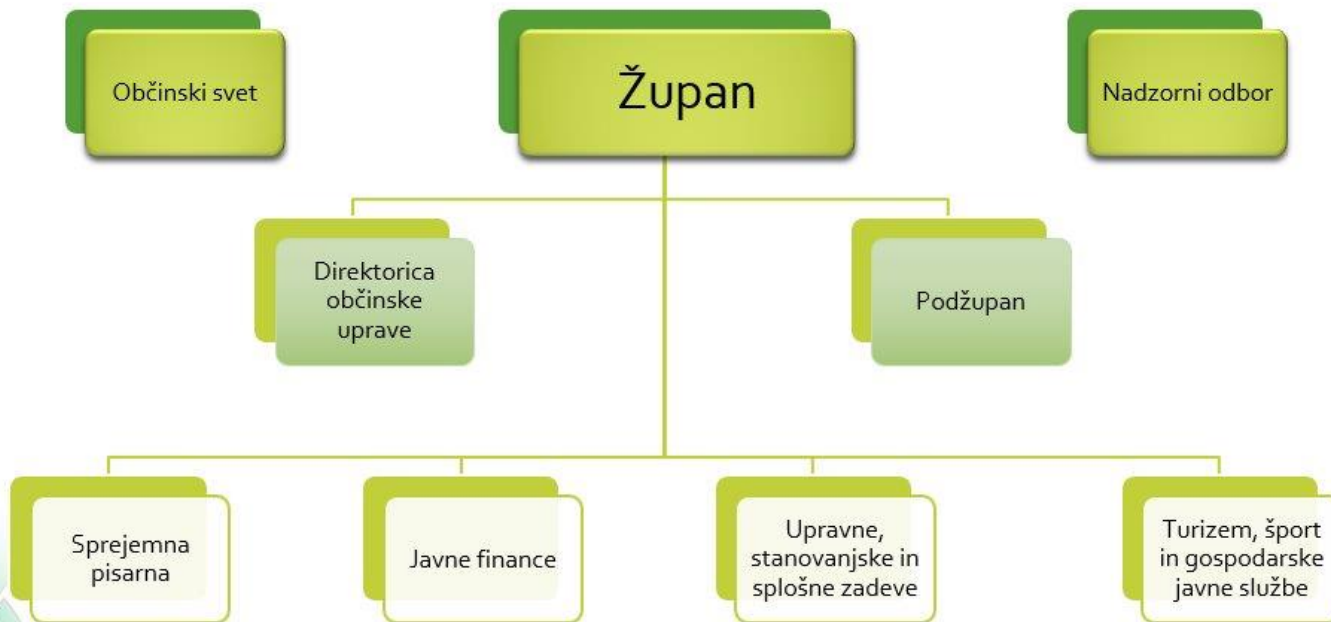 Občinski svet
Župan
Nadzorni odbor
Direktorica
občinske
uprave
Podžupan
Sprejemna
pisarna
Javne finance
Upravne,
stanovanjske in
splošne zadeve
Turizem, šport
in gospodarske
javne službe